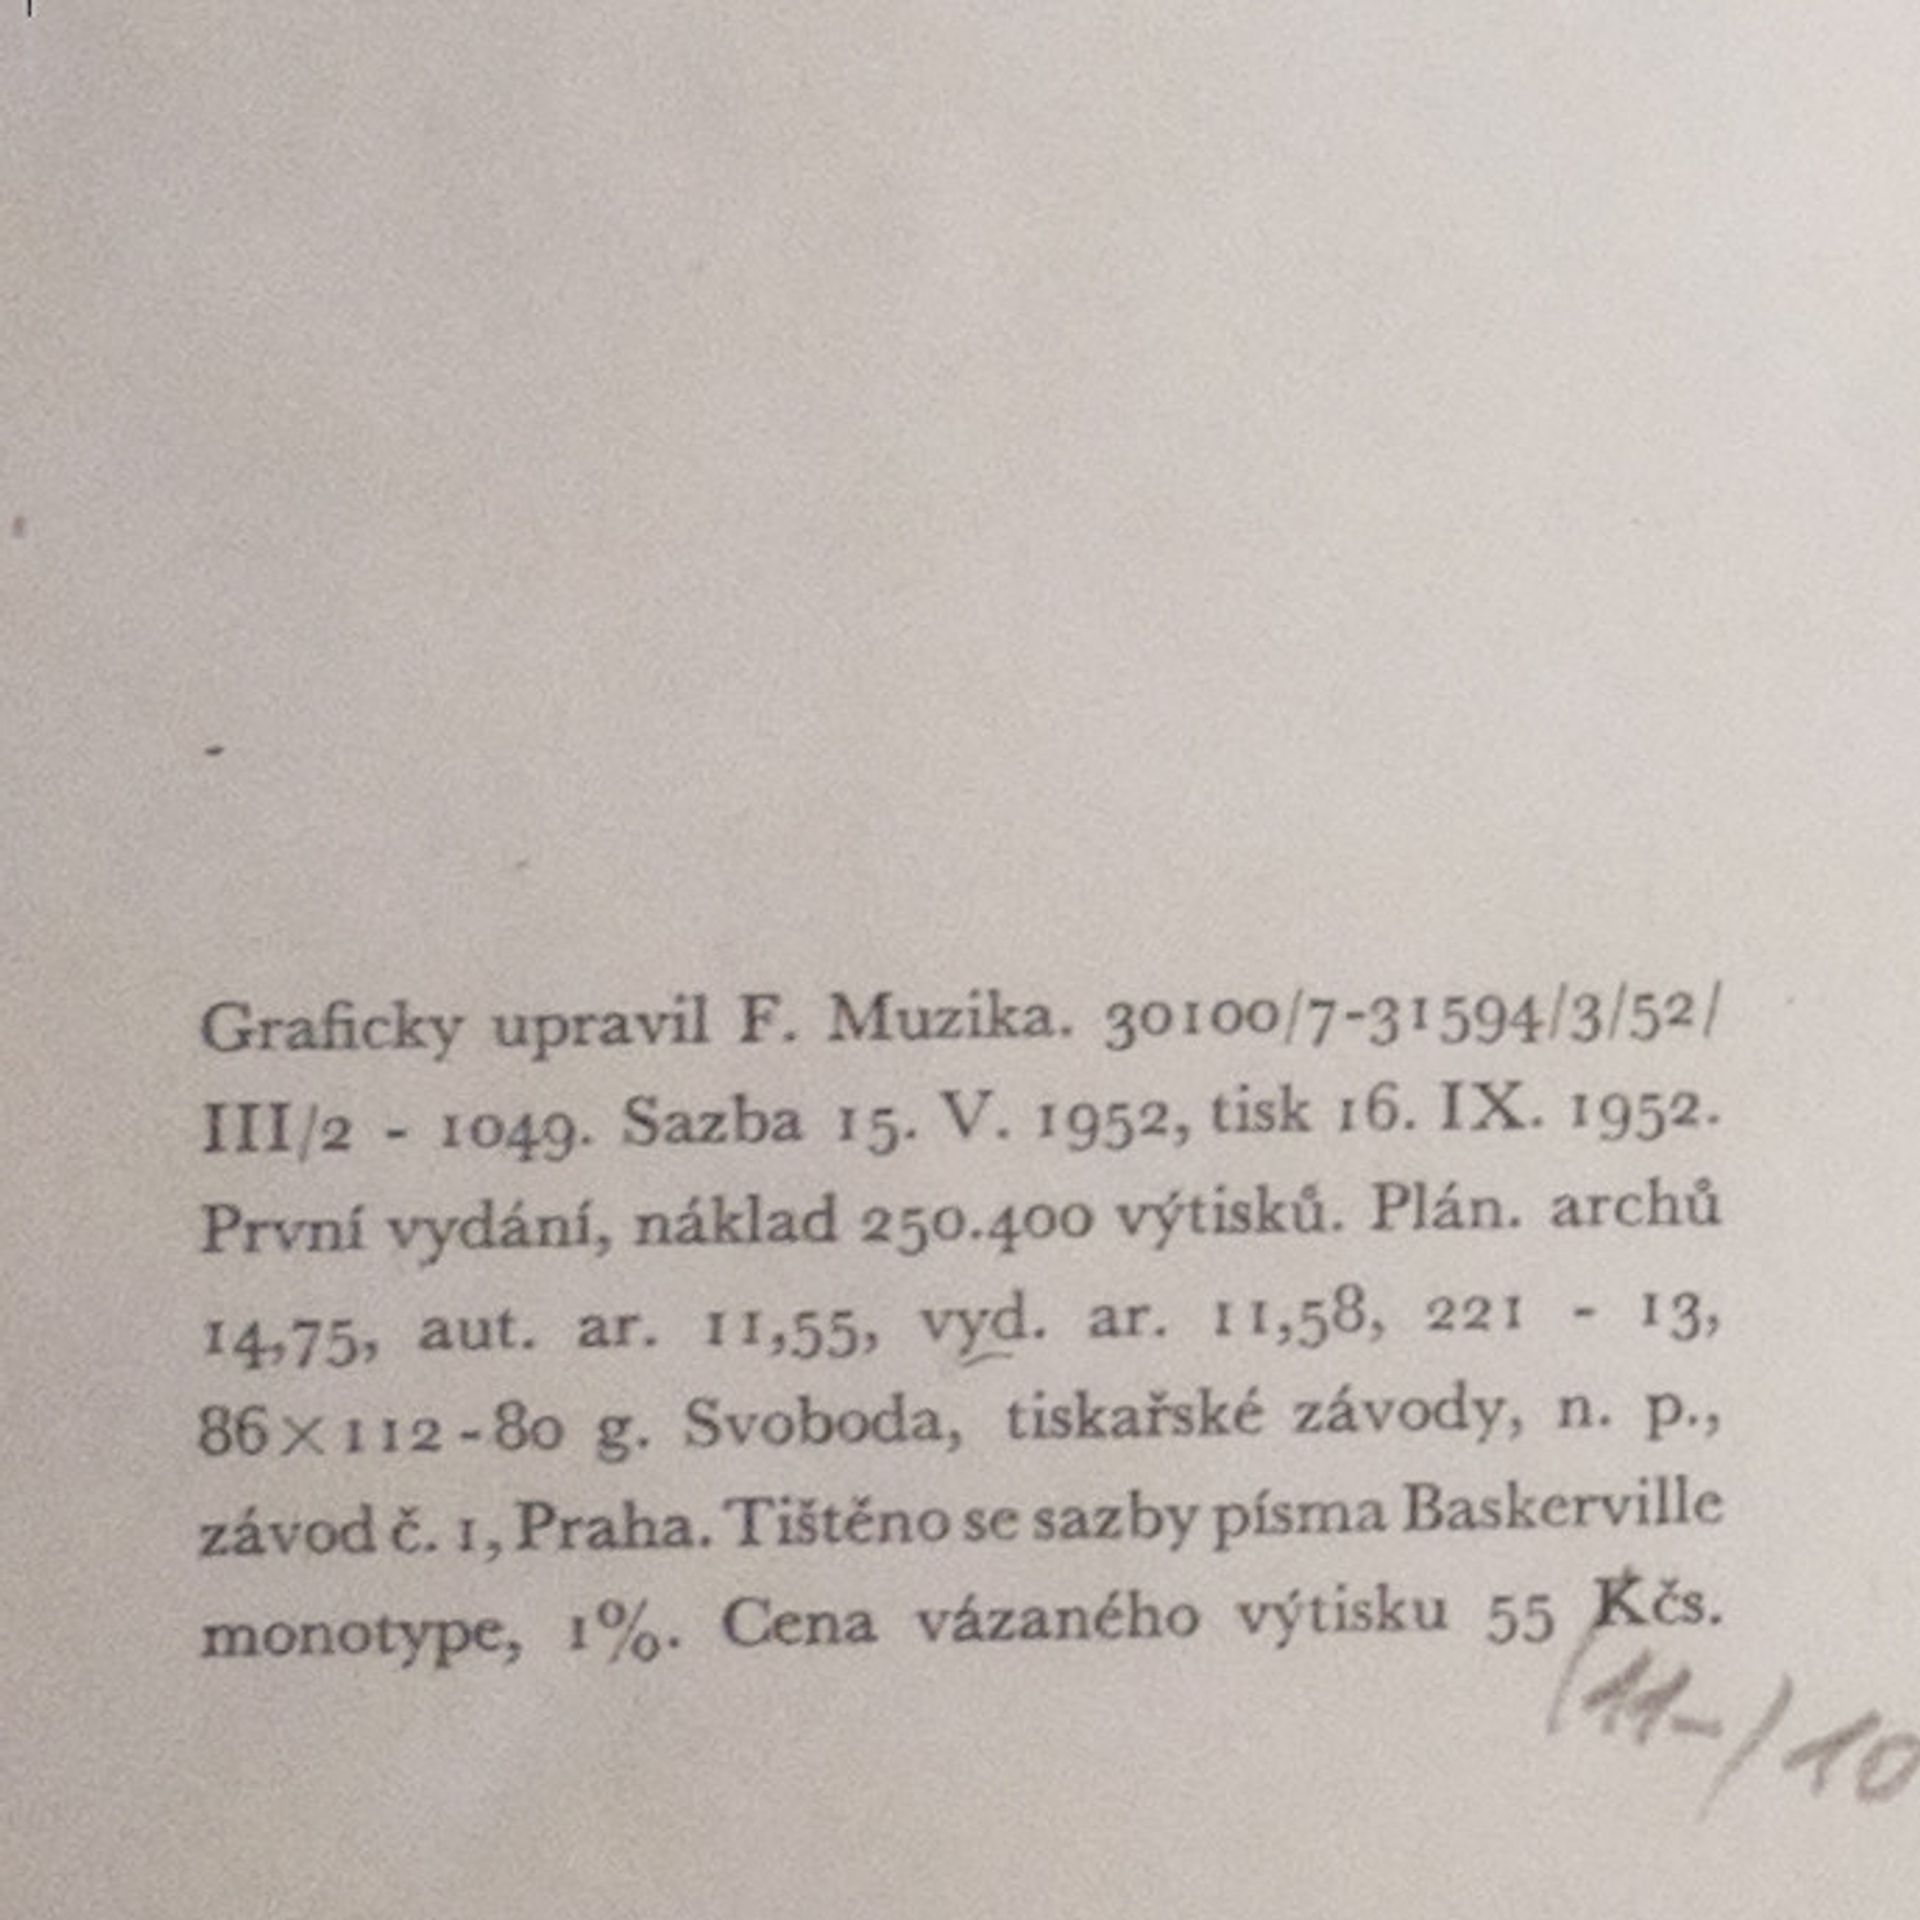 Graficky upravil F. Muzika. 30100/7-31594/3/52/
III/2 - 1049. Sazba 15. V. 1952, tisk 16. IX. 1952.
První vydání, náklad 250.400 výtisků. Plán. archů
14,75, aut. ar. 11,55, vyd. ar. 11,58, 221 - 13,
86×112-80 g. Svoboda, tiskařské závody, n. p.,
závod č. 1, Praha. Tištěno se sazby písma Baskerville
monotype, 1%. Cena vázaného výtisku 55 Kčs.
(11-) 10